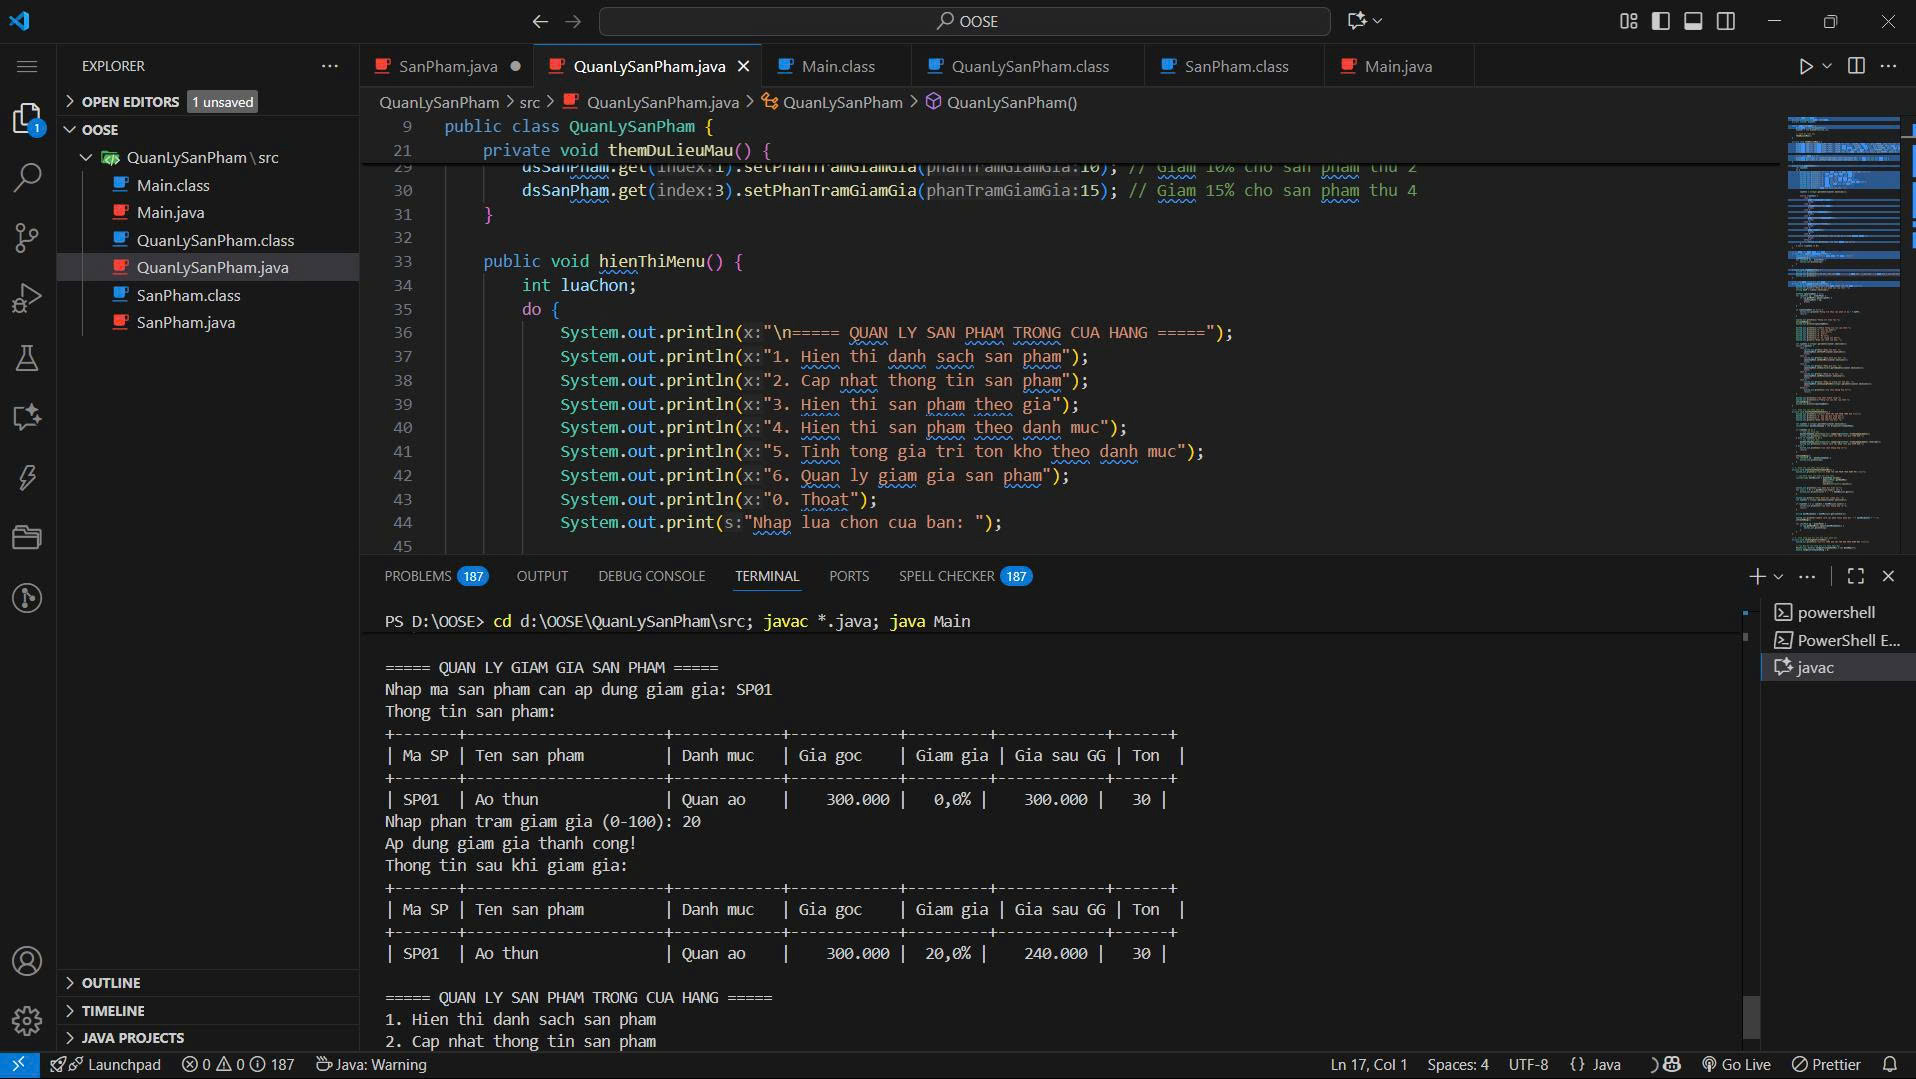 OOSE
EXPLORER
OPEN EDITORS 1 unsaved
OOSE
QuanLySanPham\src
Main.class
Main.java
QuanLySanPham.class
QuanLySanPham.java
SanPham.class
SanPham.java
OUTLINE
TIMELINE
JAVA PROJECTS
SanPham.java
QuanLySanPham.java
Main.class
QuanLySanPham.class
SanPham.class
Main.java
QuanLySanPham > src > QuanLySanPham.java > QuanLySanPham > QuanLySanPham()
9 public class QuanLySanPham {
21 private void themDuLieuMau() {
29 dsSanPham.get(index:1).setPhanTramGiamGia(phanTramGiamGia:10); // Giam 10% cho san pham thu 2
30 dsSanPham.get(index:3).setPhanTramGiamGia(phanTramGiamGia:15); // Giam 15% cho san pham thu 4
31 }
32
33 public void hienThiMenu() {
34 int luaChon;
35 do {
36 System.out.println(x:"\n===== QUAN LY SAN PHAM TRONG CUA HANG =====");
37 System.out.println(x:"1. Hien thi danh sach san pham");
38 System.out.println(x:"2. Cap nhat thong tin san pham");
39 System.out.println(x:"3. Hien thi san pham theo gia");
40 System.out.println(x:"4. Hien thi san pham theo danh muc");
41 System.out.println(x:"5. Tinh tong gia tri ton kho theo danh muc");
42 System.out.println(x:"6. Quan ly giam gia san pham");
43 System.out.println(x:"0. Thoat");
44 System.out.print(s:"Nhap lua chon cua ban: ");
45
PROBLEMS 187 OUTPUT DEBUG CONSOLE TERMINAL PORTS SPELL CHECKER 187
powershell
PowerShell E...
javac
PS D:\OOSE> cd d:\OOSE\QuanLySanPham\src; javac *.java; java Main
===== QUAN LY GIAM GIA SAN PHAM =====
Nhap ma san pham can ap dung giam gia: SP01
Thong tin san pham:
+-------+----------------------+------------+------------+---------+------------+------+
| Ma SP | Ten san pham | Danh muc | Gia goc | Giam gia | Gia sau GG | Ton |
+-------+----------------------+------------+------------+---------+------------+------+
| SP01 | Ao thun | Quan ao | 300.000 | 0,0% | 300.000 | 30 |
Nhap phan tram giam gia (0-100): 20
Ap dung giam gia thanh cong!
Thong tin sau khi giam gia:
+-------+----------------------+------------+------------+---------+------------+------+
| Ma SP | Ten san pham | Danh muc | Gia goc | Giam gia | Gia sau GG | Ton |
+-------+----------------------+------------+------------+---------+------------+------+
| SP01 | Ao thun | Quan ao | 300.000 | 20,0% | 240.000 | 30 |
===== QUAN LY SAN PHAM TRONG CUA HANG =====
1. Hien thi danh sach san pham
2. Cap nhat thong tin san pham
Launchpad 0 0 187 Java: Warning Ln 17, Col 1 Spaces: 4 UTF-8 {} Java Go Live Prettier